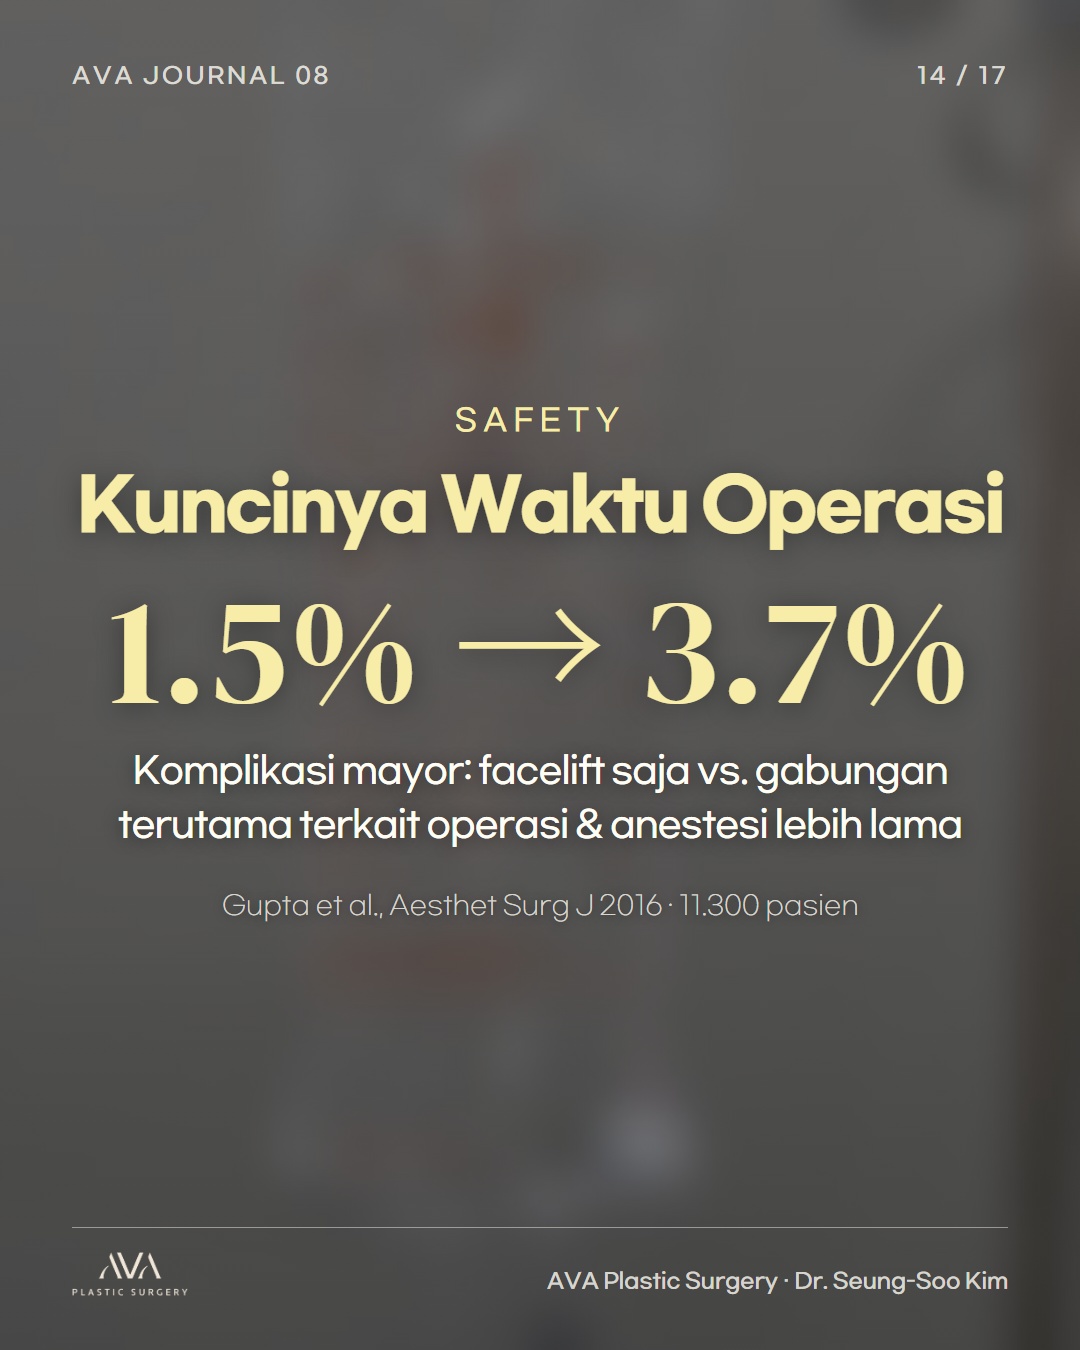 AVA JOURNAL 08
14 / 17
SAFETY
Kuncinya Waktu Operasi
1.5% → 3.7%
Komplikasi mayor: facelift saja vs. gabungan
terutama terkait operasi & anestesi lebih lama
Gupta et al., Aesthet Surg J 2016 · 11.300 pasien
AVA
PLASTIC SURGERY
AVA Plastic Surgery · Dr. Seung-Soo Kim